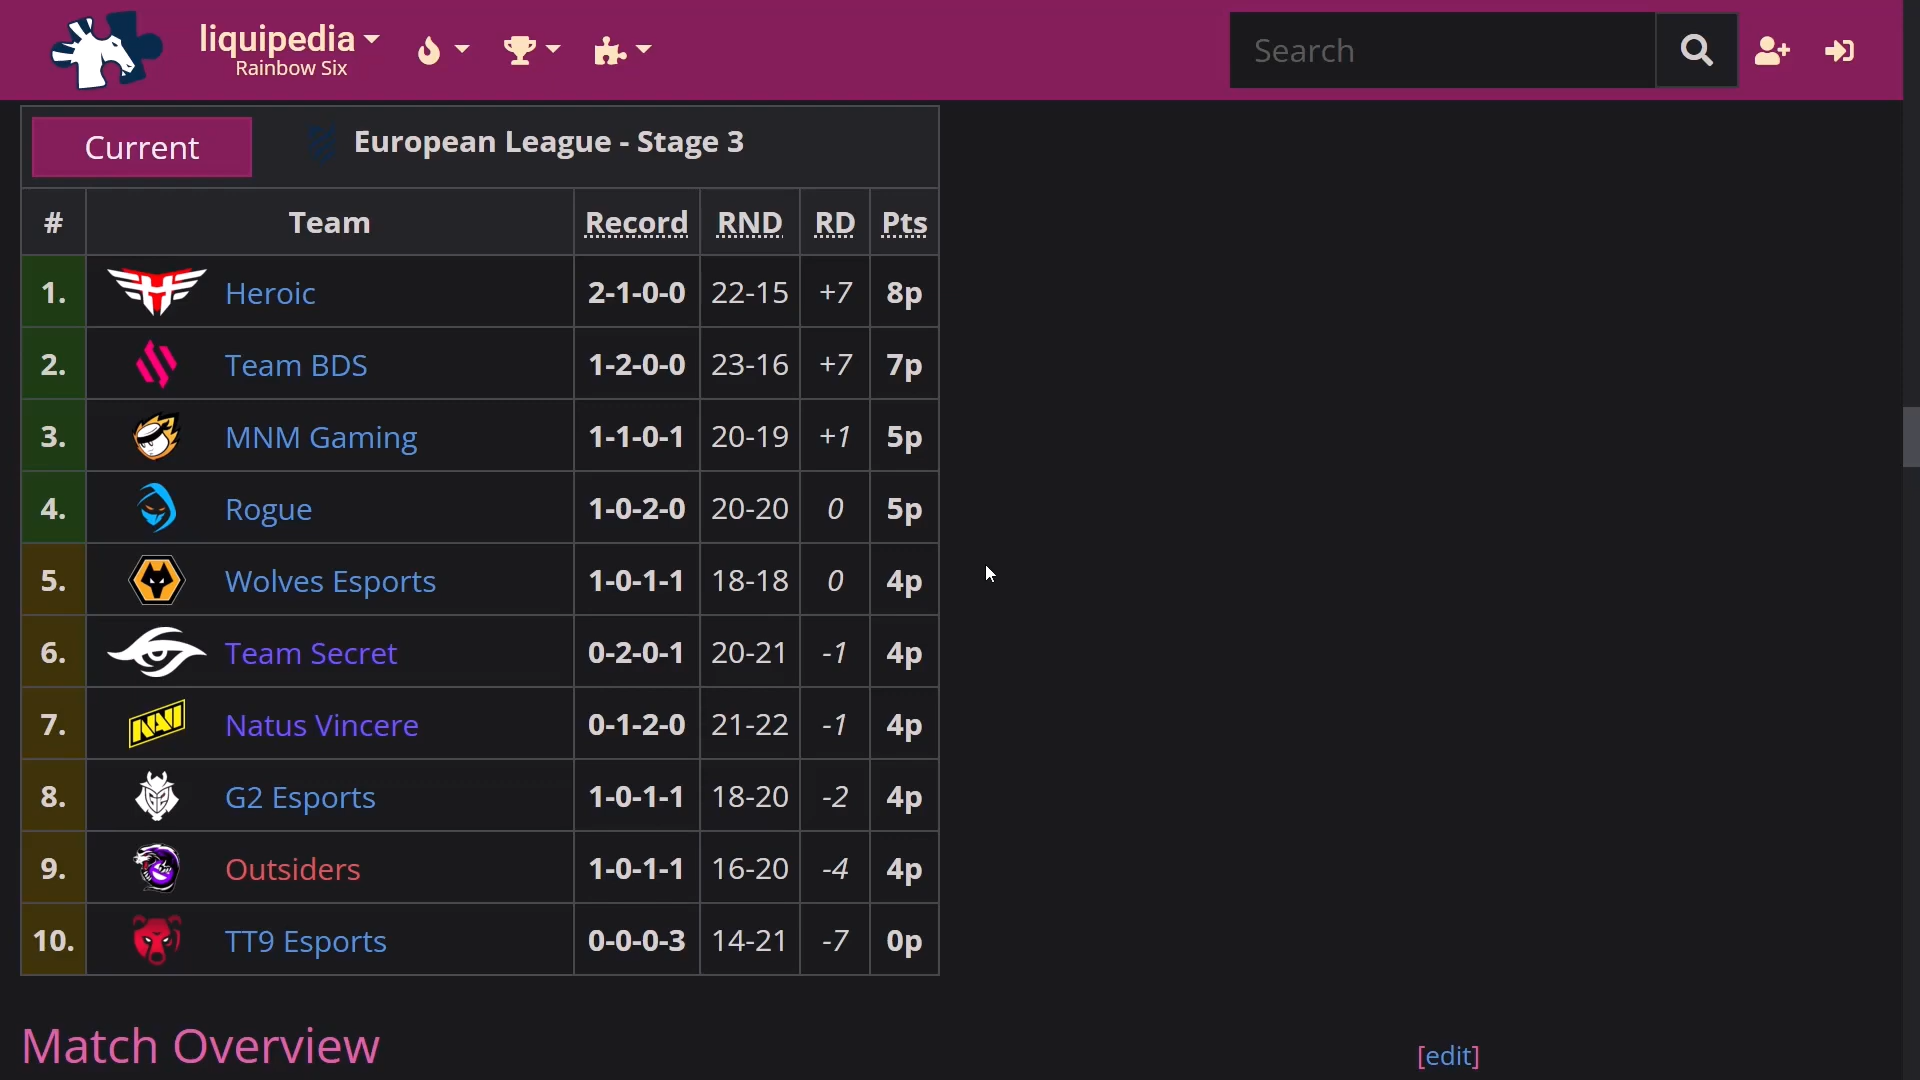 liquipedia
Rainbow Six
Search
Current
European League - Stage 3
# Team Record RND RD Pts
1. Heroic 2-1-0-0 22-15 +7 8p
2. Team BDS 1-2-0-0 23-16 +7 7p
3. MNM Gaming 1-1-0-1 20-19 +1 5p
4. Rogue 1-0-2-0 20-20 0 5p
5. Wolves Esports 1-0-1-1 18-18 0 4p
6. Team Secret 0-2-0-1 20-21 -1 4p
7. NAVI Natus Vincere 0-1-2-0 21-22 -1 4p
8. G2 Esports 1-0-1-1 18-20 -2 4p
9. Outsiders 1-0-1-1 16-20 -4 4p
10. TT9 Esports 0-0-0-3 14-21 -7 0p
Match Overview [edit]